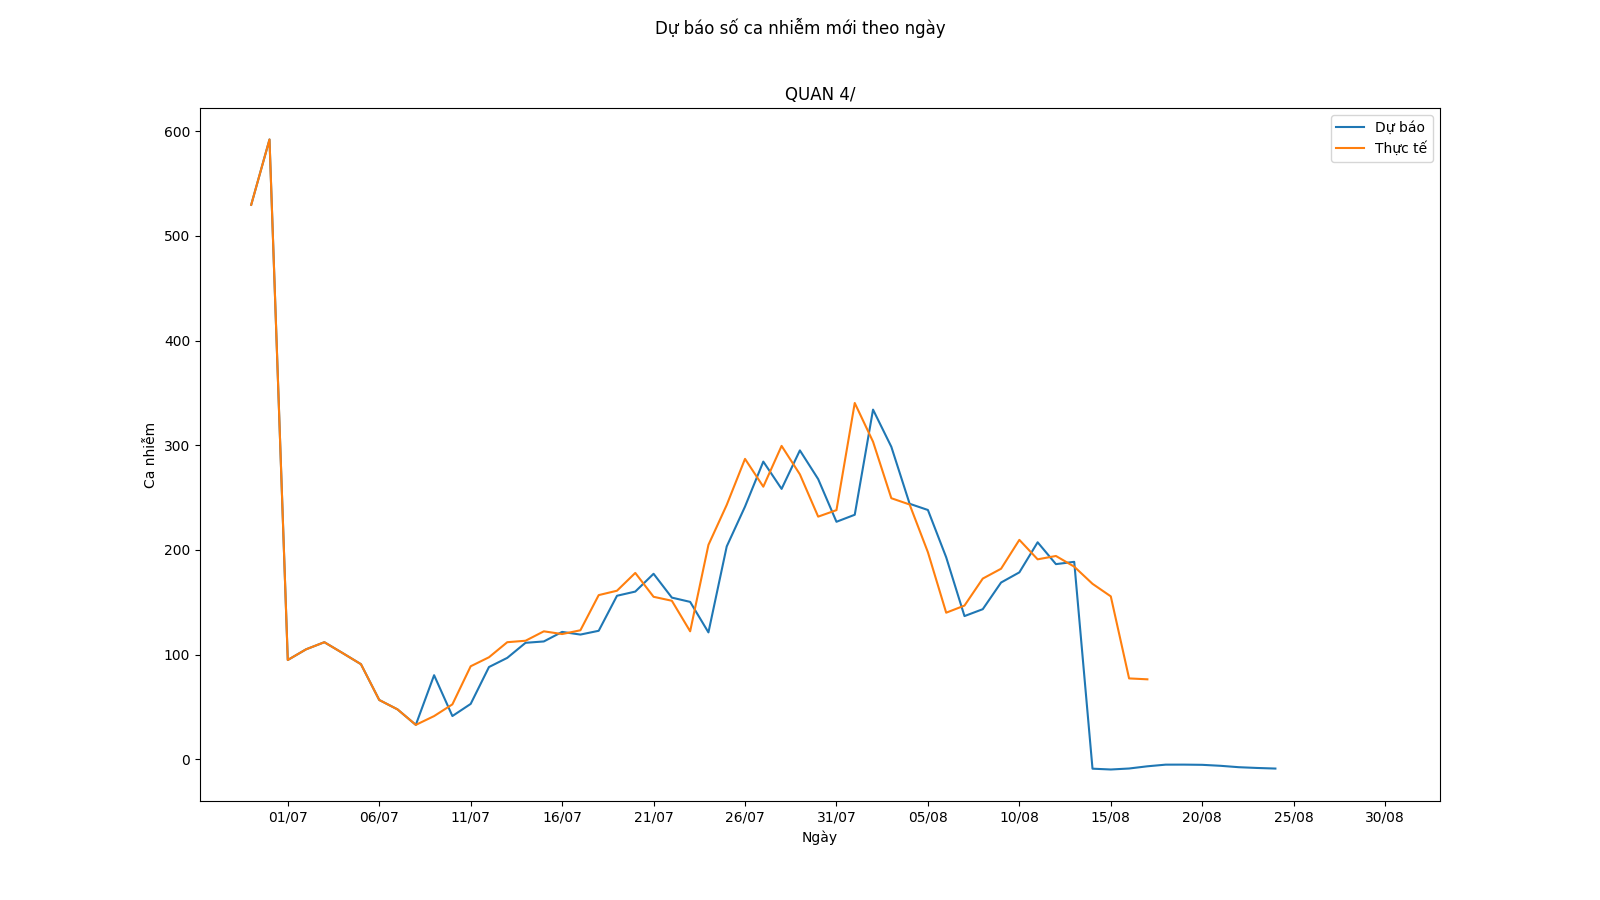 Dự báo số ca nhiễm mới theo ngày
QUAN 4/
Dự báo
Thực tế
600
500
400
300
200
100
0
Ca nhiễm
01/07 06/07 11/07 16/07 21/07 26/07 31/07 05/08 10/08 15/08 20/08 25/08 30/08
Ngày